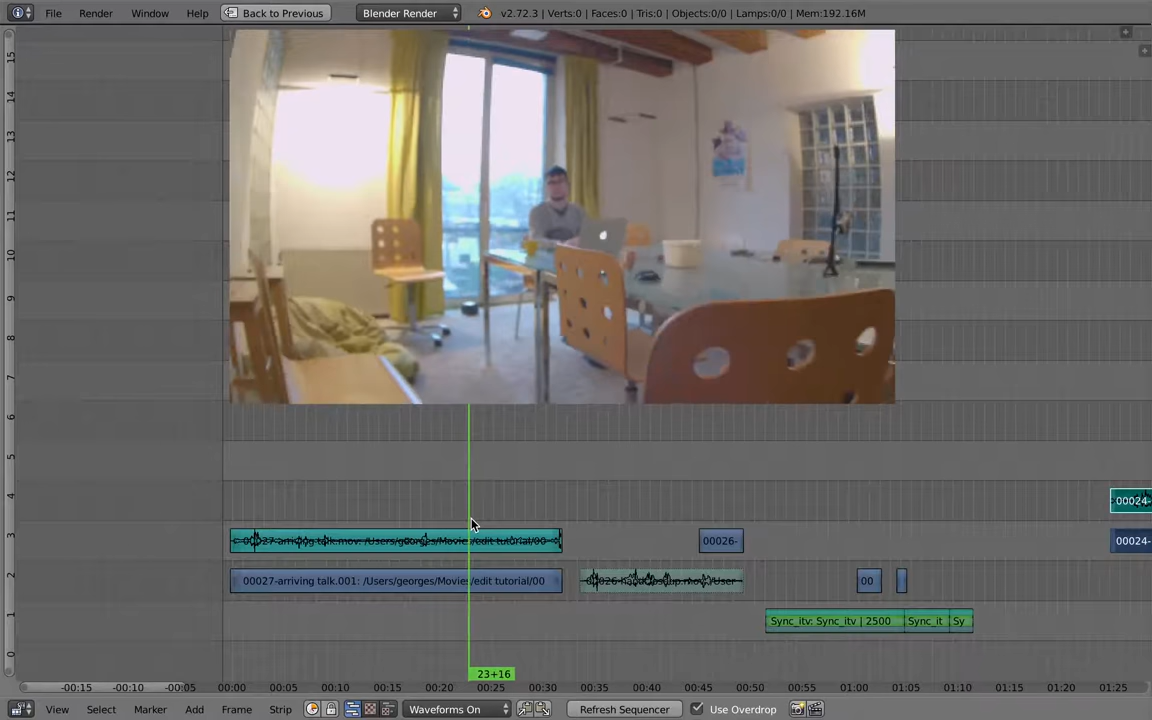 File Render Window Help Back to Previous Blender Render v2.72.3 | Verts:0 | Faces:0 | Tris:0 | Objects:0/0 | Lamps:0/0 | Mem:192.16M
15
14
13
12
11
10
9
8
7
6
5
4 00024-
3 00026- 00024-
2 00027-arriving talk.001: /Users/georges/Movies/edit tutorial/00 00
1 Sync_itv: Sync_itv | 2500 Sync_it Sy
0
23+16
-00:15 -00:10 -00:05 00:00 00:05 00:10 00:15 00:20 00:25 00:30 00:35 00:40 00:45 00:50 00:55 01:00 01:05 01:10 01:15 01:20 01:25
View Select Marker Add Frame Strip Waveforms On Refresh Sequencer Use Overdrop